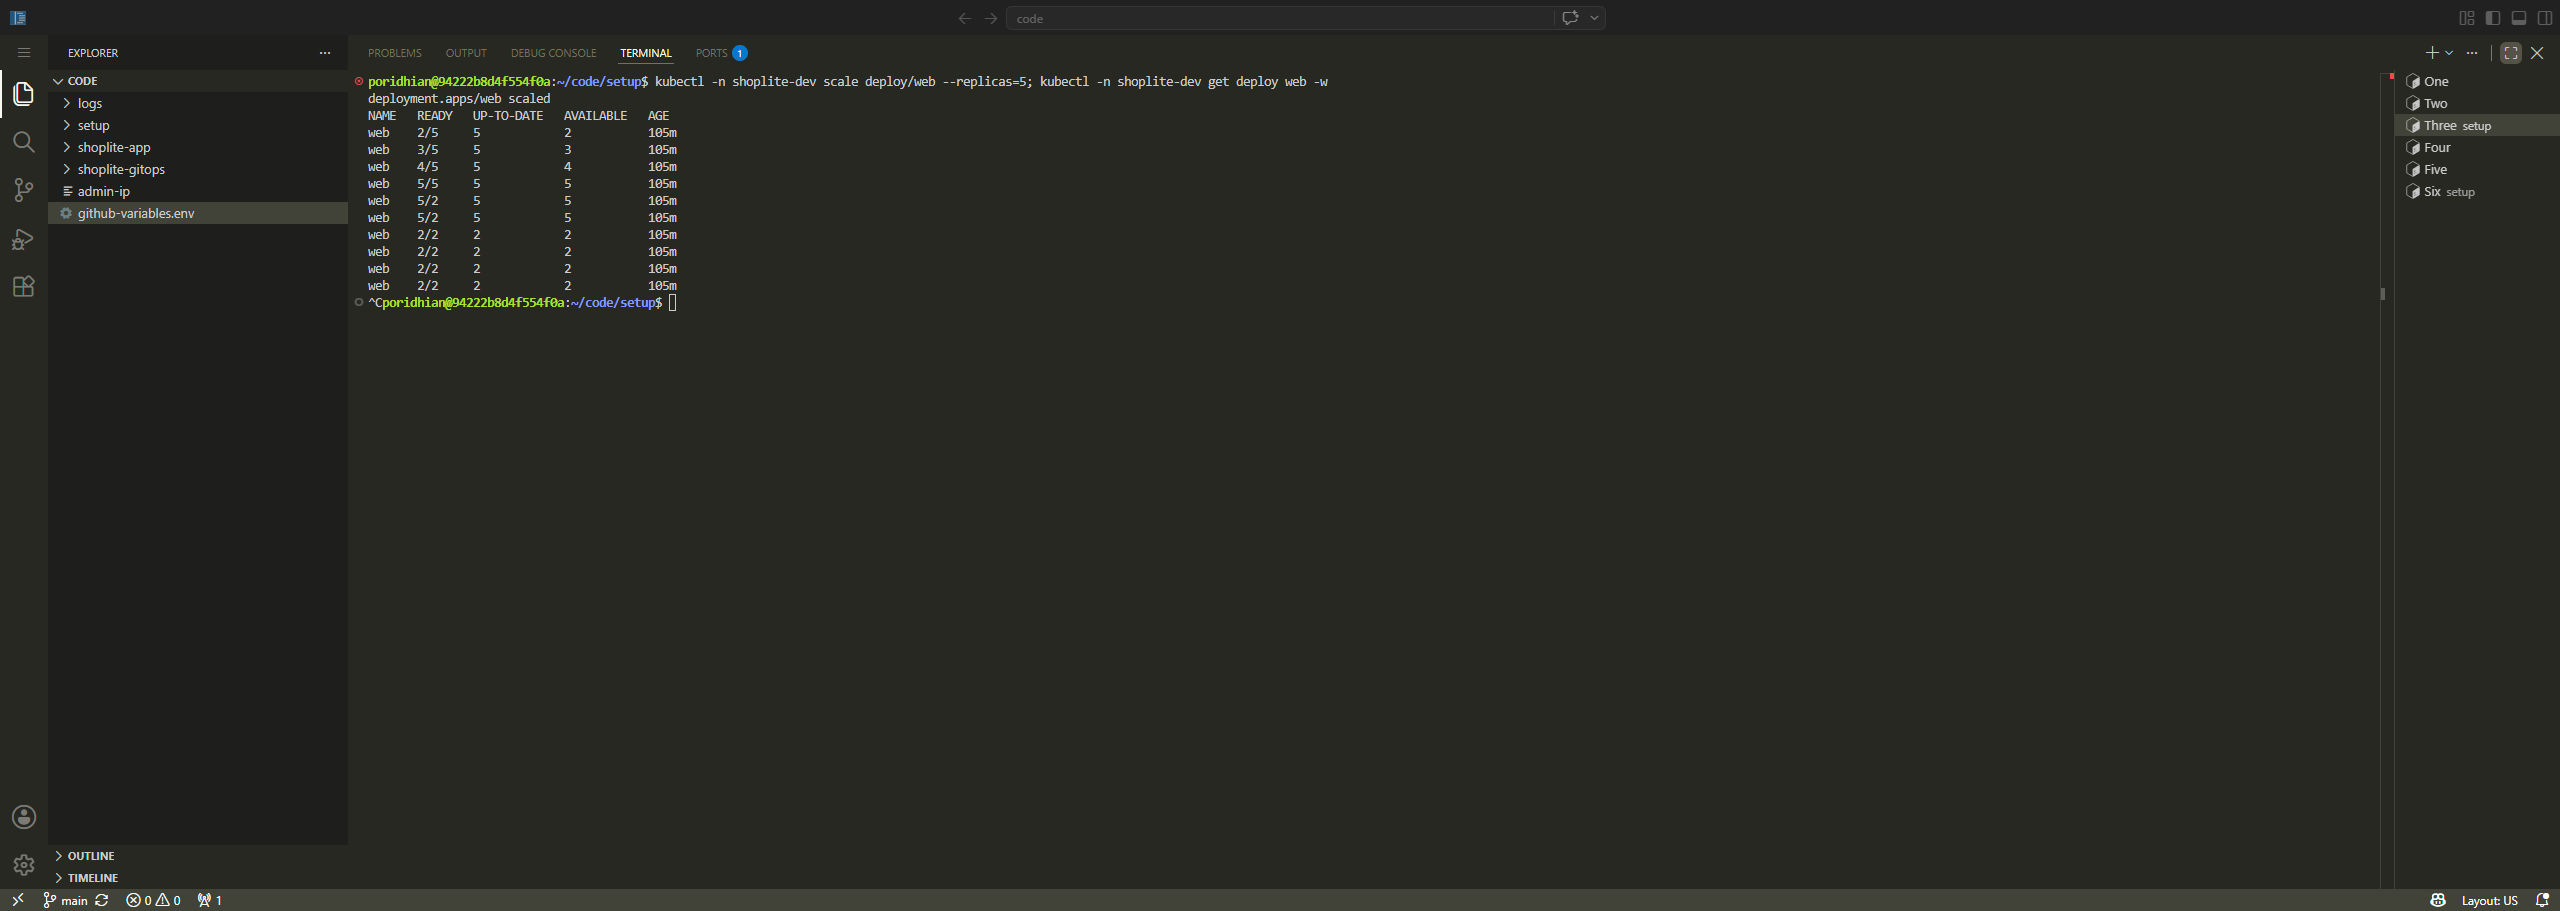 code
EXPLORER
PROBLEMS OUTPUT DEBUG CONSOLE TERMINAL PORTS 1
CODE
logs
setup
shoplite-app
shoplite-gitops
admin-ip
github-variables.env
poridhian@94222b8d4f554f0a:~/code/setup$ kubectl -n shoplite-dev scale deploy/web --replicas=5; kubectl -n shoplite-dev get deploy web -w
deployment.apps/web scaled
NAME READY UP-TO-DATE AVAILABLE AGE
web 2/5 5 2 105m
web 3/5 5 3 105m
web 4/5 5 4 105m
web 5/5 5 5 105m
web 5/2 5 5 105m
web 5/2 5 5 105m
web 2/2 2 2 105m
web 2/2 2 2 105m
web 2/2 2 2 105m
web 2/2 2 2 105m
^Cporidhian@94222b8d4f554f0a:~/code/setup$
One
Two
Three setup
Four
Five
Six setup
OUTLINE
TIMELINE
main 0 0 1 Layout: US